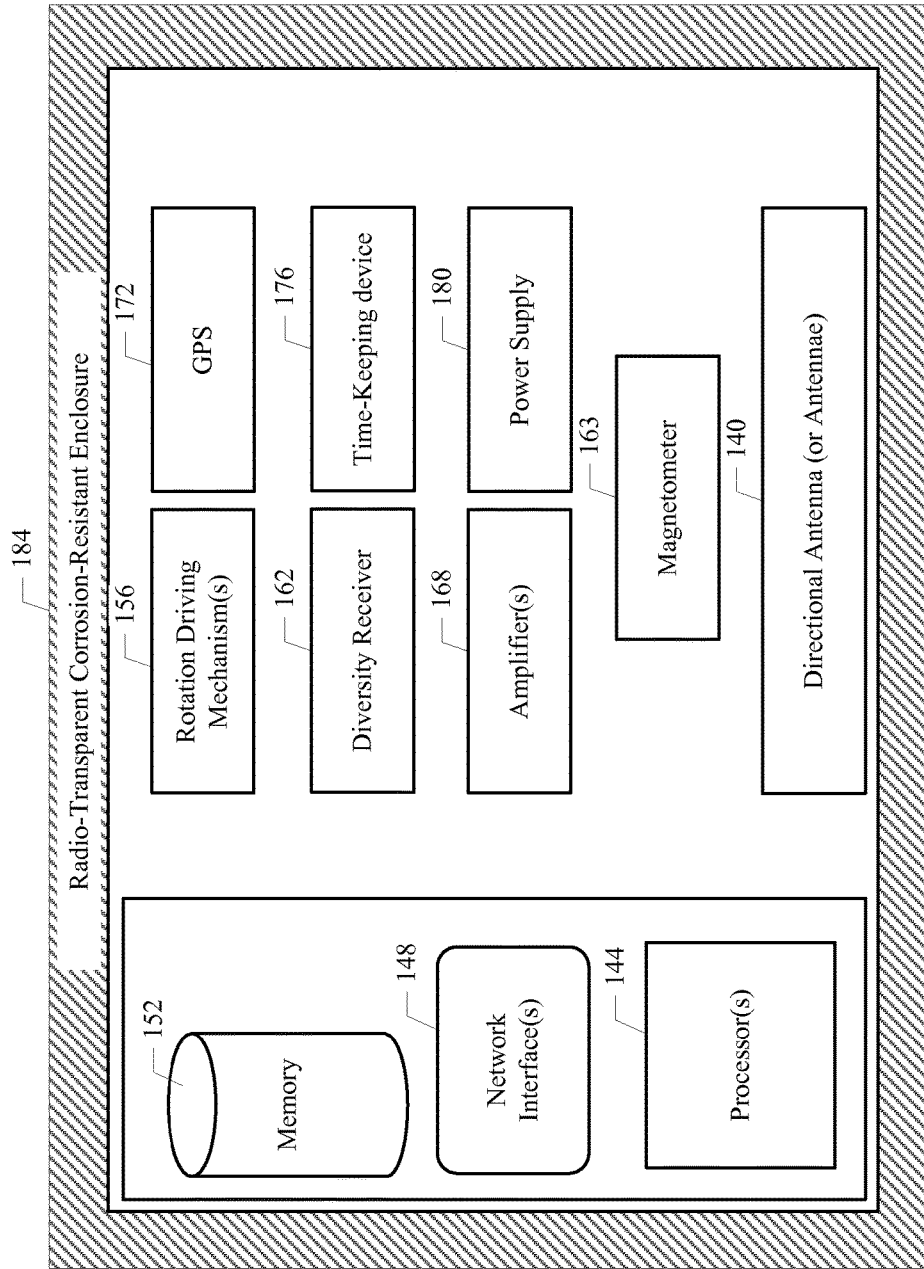 184
Radio-Transparent Corrosion-Resistant Enclosure
152
Memory
148
Network
Interface(s)
144
Processor(s)
156
Rotation Driving
Mechanism(s)
172
GPS
162
Diversity Receiver
176
Time-Keeping device
168
Amplifier(s)
180
Power Supply
163
Magnetometer
140
Directional Antenna (or Antennae)